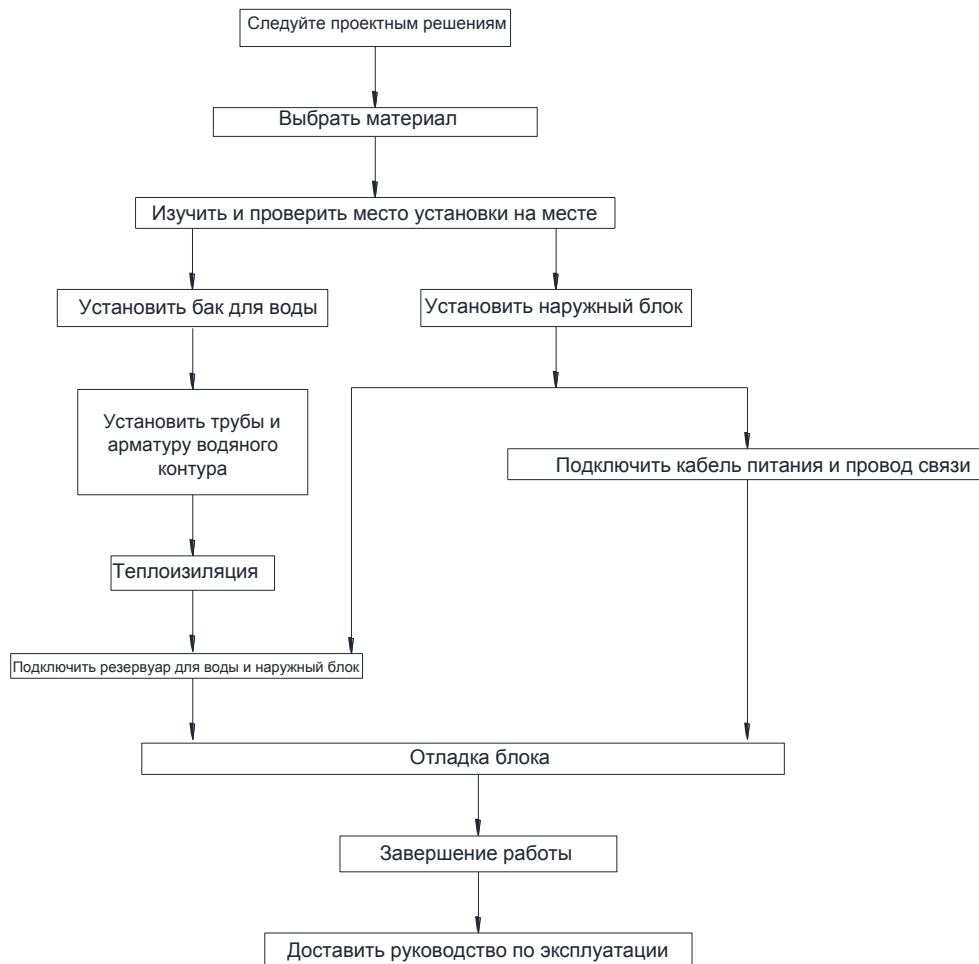 Следуйте проектным решениям
Выбрать материал
Изучить и проверить место установки на месте
Установить бак для воды
Установить наружный блок
Установить трубы и
арматуру водяного
контура
Подключить кабель питания и провод связи
Теплоизиляция
Подключить резервуар для воды и наружный блок
Отладка блока
Завершение работы
Доставить руководство по эксплуатации